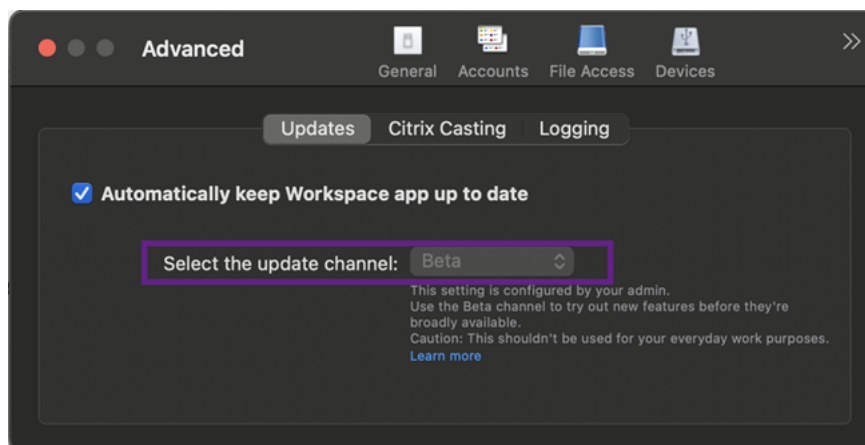 Advanced
General
Accounts
File Access
Devices
Updates
Citrix Casting
Logging
Automatically keep Workspace app up to date
Select the update channel:
Beta
This setting is configured by your admin.
Use the Beta channel to try out new features before they're
broadly available.
Caution: This shouldn't be used for your everyday work purposes.
Learn more